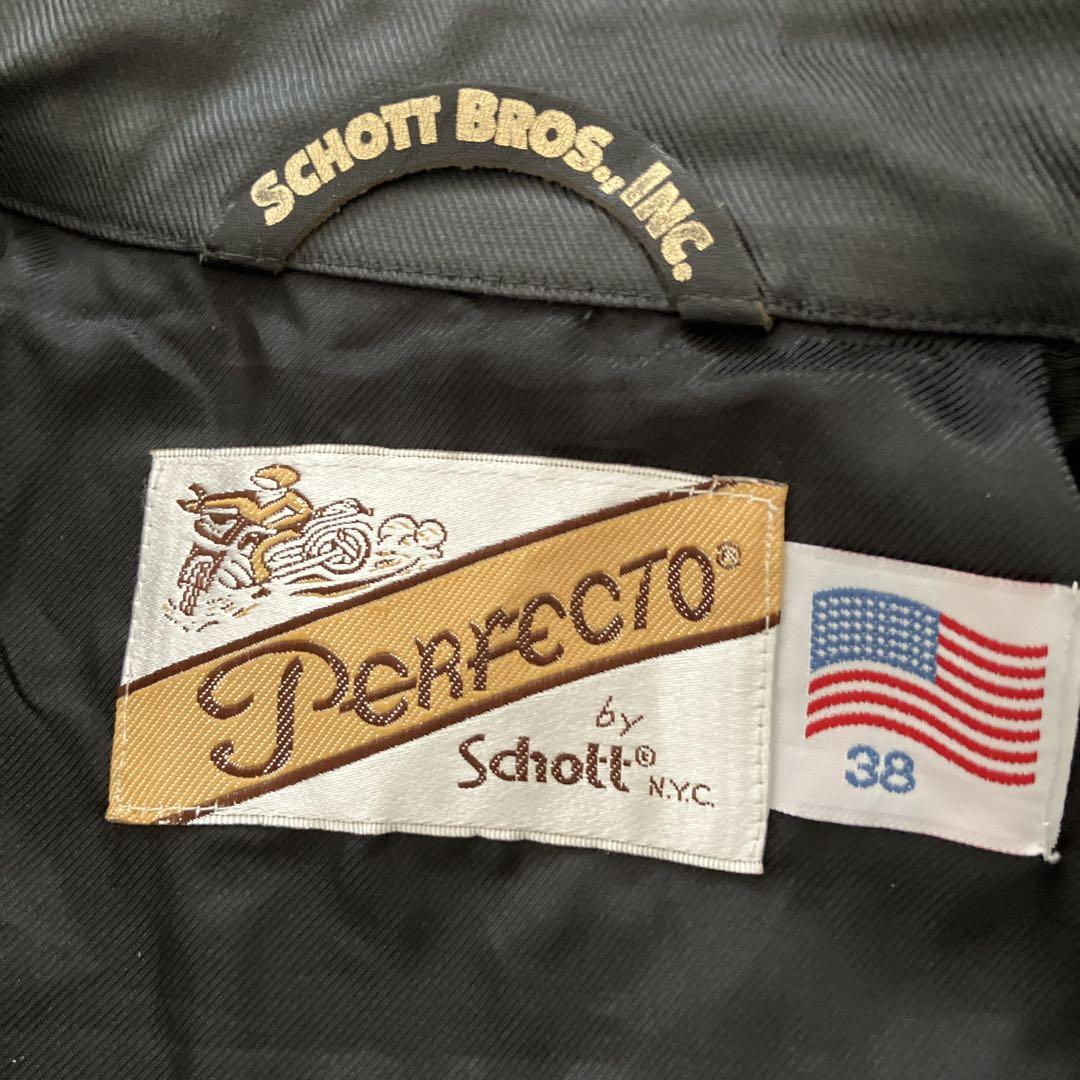 SCHOTT BROS., INC.
PERFECTO®
by
Schott®
N.Y.C.
38